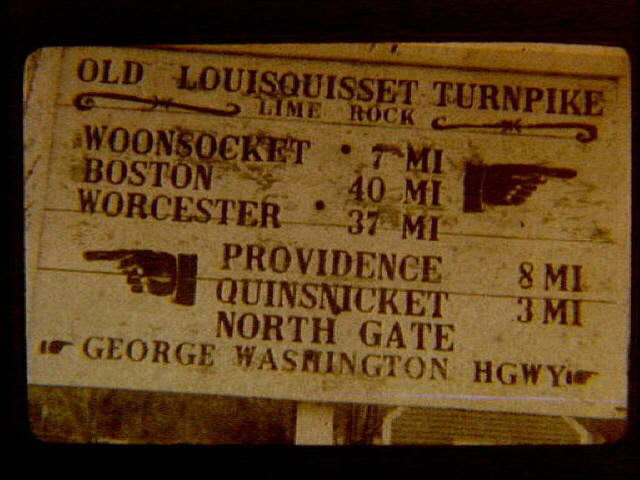 OLD LOUISQUISSET TURNPIKE
LIME ROCK
WOONSOCKET • 7 MI
BOSTON 40 MI
WORCESTER • 37 MI
PROVIDENCE 8 MI
QUINSNICKET 3 MI
NORTH GATE
GEORGE WASHINGTON HGWY